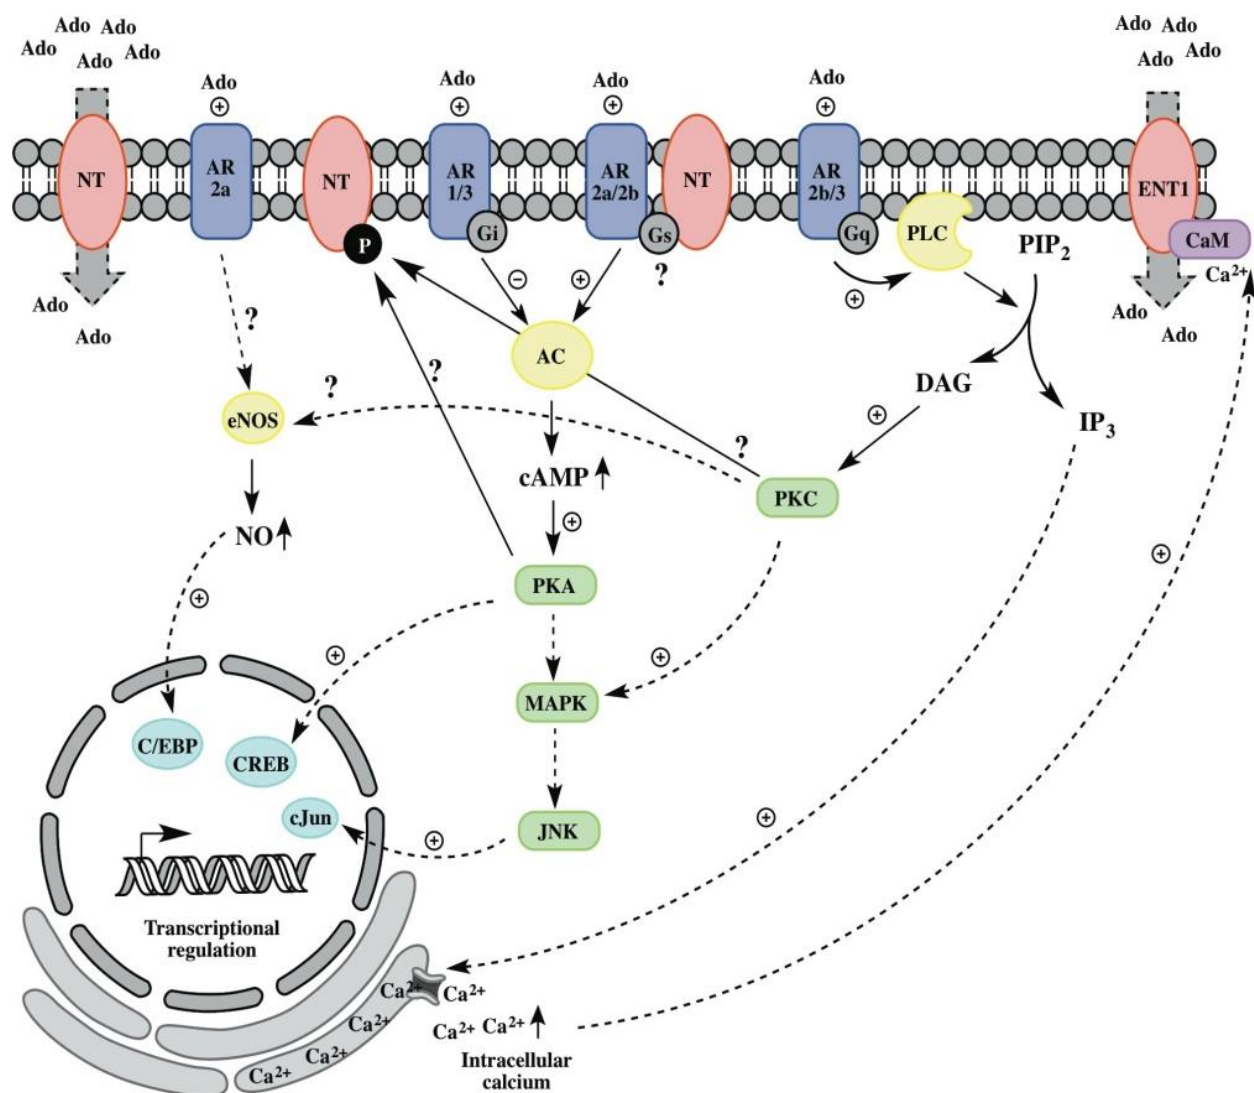 Ado
Ado
Ado
Ado
Ado
Ado
Ado
Ado
Ado
Ado
Ado
Ado
Ado
+
+
+
+
NT
AR
2a
NT
AR
1/3
AR
2a/2b
NT
AR
2b/3
ENT1
P
Gi
Gs
Gq
PLC
PIP2
CaM
Ca2+
?
−
+
+
Ado
Ado
Ado
Ado
?
AC
?
?
DAG
eNOS
+
IP3
?
cAMP
PKC
NO
+
+
PKA
+
+
+
MAPK
C/EBP
CREB
cJun
JNK
+
+
Transcriptional
regulation
Ca2+
Ca2+
Ca2+
Ca2+
Ca2+
Ca2+
Ca2+
Intracellular
calcium